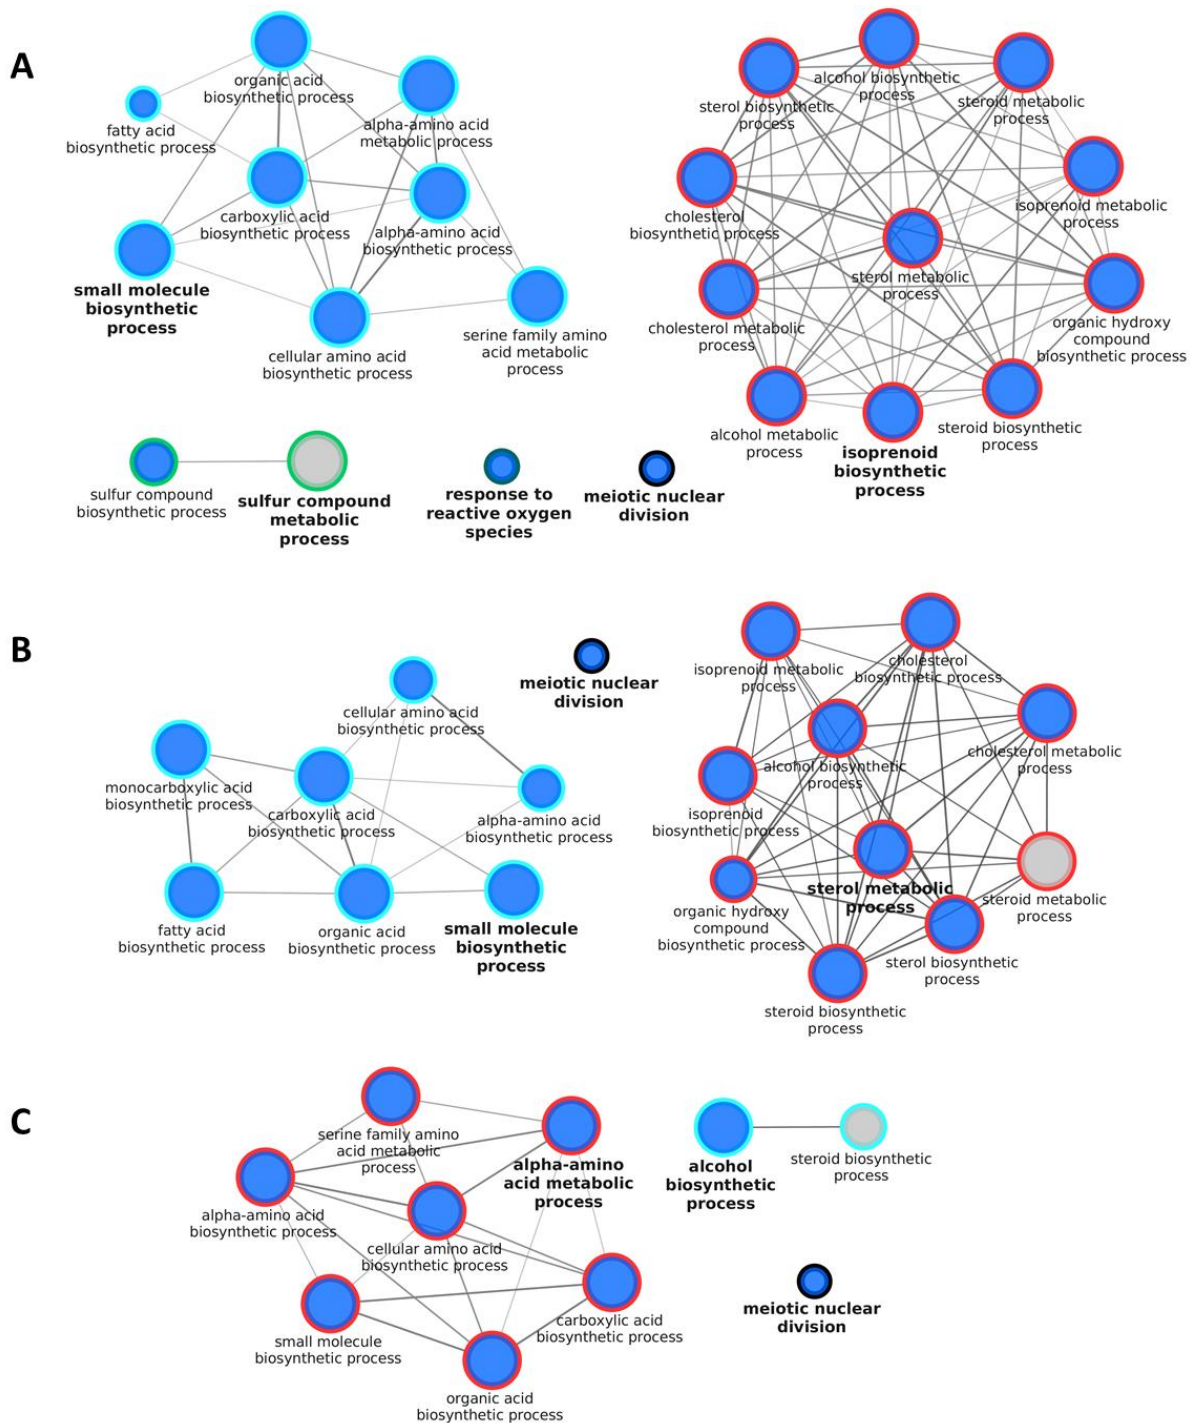 A
organic acid
biosynthetic process
fatty acid
biosynthetic process
alpha-amino acid
metabolic process
carboxylic acid
biosynthetic process
alpha-amino acid
biosynthetic process
small molecule
biosynthetic
process
cellular amino acid
biosynthetic process
serine family amino
acid metabolic
process
alcohol biosynthetic
process
sterol biosynthetic
process
steroid metabolic
process
cholesterol
biosynthetic process
isoprenoid metabolic
process
sterol metabolic
process
cholesterol metabolic
process
organic hydroxy
compound
biosynthetic process
alcohol metabolic
process
isoprenoid
biosynthetic
process
steroid biosynthetic
process
sulfur compound
biosynthetic process
sulfur compound
metabolic
process
response to
reactive oxygen
species
meiotic nuclear
division
B
meiotic nuclear
division
cellular amino acid
biosynthetic process
monocarboxylic acid
biosynthetic process
carboxylic acid
biosynthetic process
alpha-amino acid
biosynthetic process
fatty acid
biosynthetic process
organic acid
biosynthetic process
small molecule
biosynthetic
process
isoprenoid metabolic
process
cholesterol
biosynthetic process
alcohol biosynthetic
process
cholesterol metabolic
process
isoprenoid
biosynthetic process
sterol metabolic
process
steroid metabolic
process
organic hydroxy
compound
biosynthetic process
sterol biosynthetic
process
steroid biosynthetic
process
C
serine family amino
acid metabolic
process
alpha-amino
acid metabolic
process
alpha-amino acid
biosynthetic process
cellular amino acid
biosynthetic process
small molecule
biosynthetic process
carboxylic acid
biosynthetic process
organic acid
biosynthetic process
alcohol
biosynthetic
process
steroid biosynthetic
process
meiotic nuclear
division